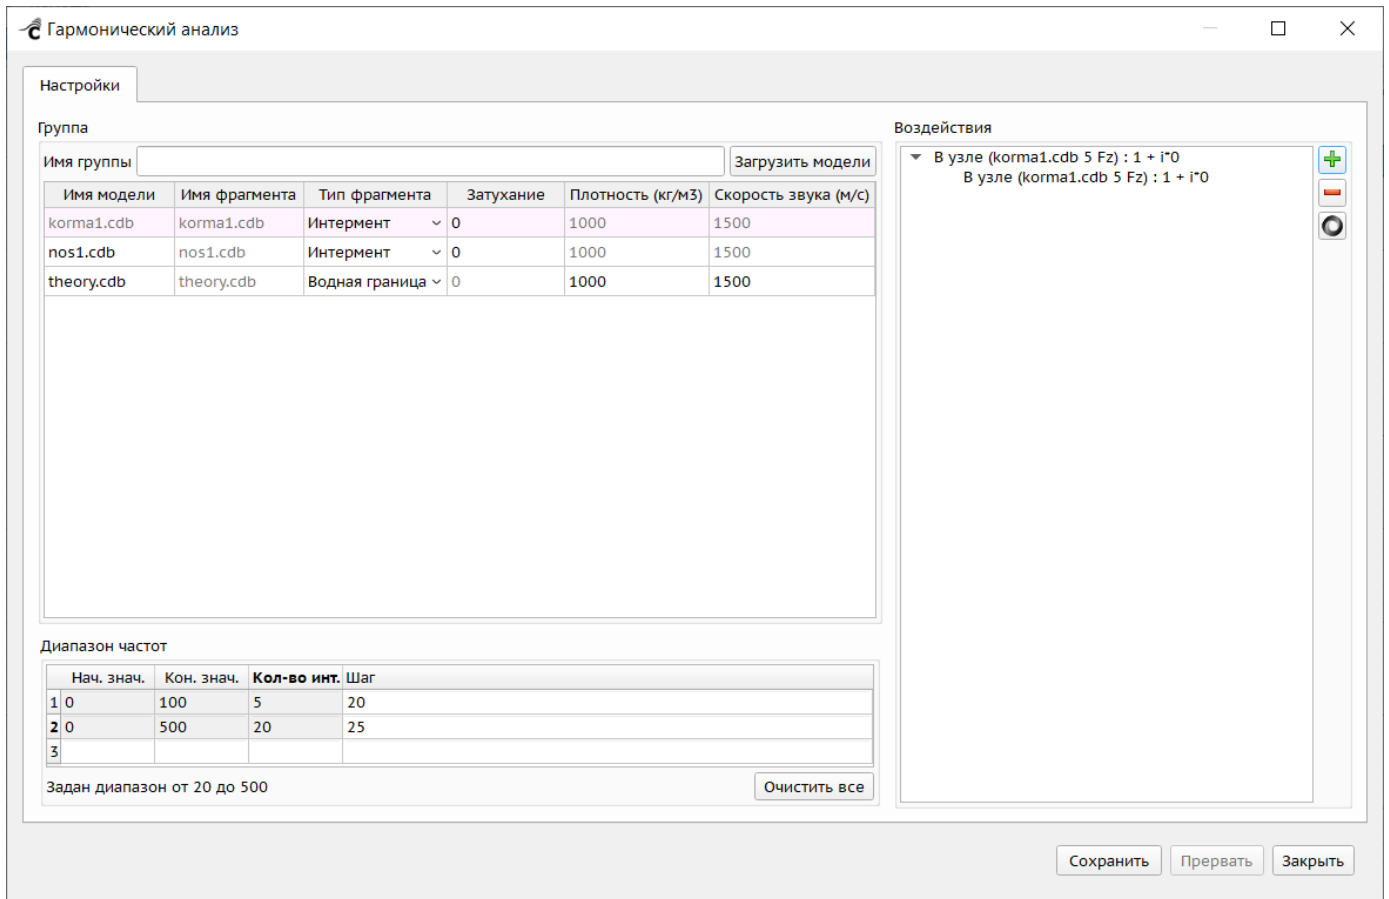 Гармонический анализ
Настройки
Группа
Имя группы Загрузить модели
Имя модели Имя фрагмента Тип фрагмента Затухание Плотность (кг/м3) Скорость звука (м/с)
korma1.cdb korma1.cdb Интермент 0 1000 1500
nos1.cdb nos1.cdb Интермент 0 1000 1500
theory.cdb theory.cdb Водная граница 0 1000 1500
Диапазон частот
Нач. знач. Кон. знач. Кол-во инт. Шаг
1 0 100 5 20
2 0 500 20 25
3
Задан диапазон от 20 до 500 Очистить все
Воздействия
В узле (korma1.cdb 5 Fz) : 1 + i*0
В узле (korma1.cdb 5 Fz) : 1 + i*0
Сохранить Прервать Закрыть